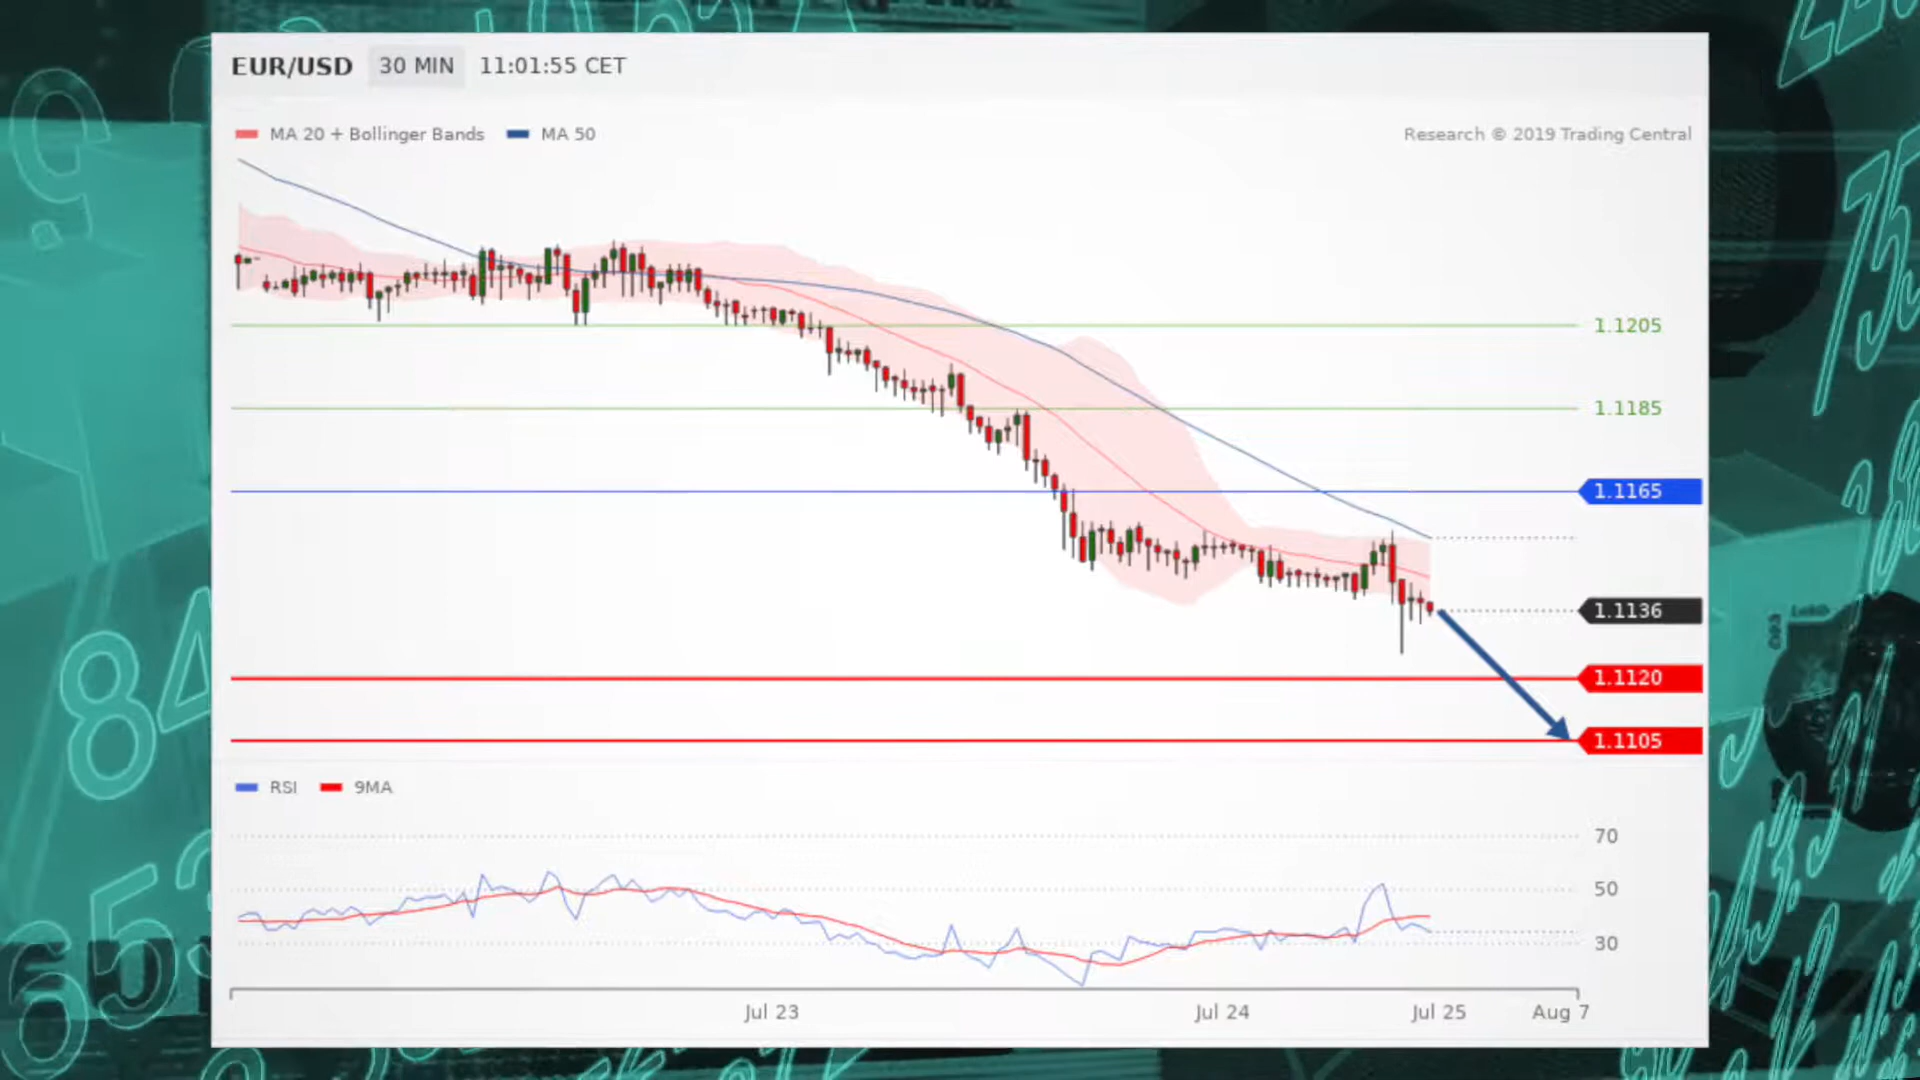 EUR/USD 30 MIN 11:01:55 CET
MA 20 + Bollinger Bands MA 50
Research © 2019 Trading Central
1.1205
1.1185
1.1165
1.1136
1.1120
1.1105
RSI 9MA
70
50
30
Jul 23 Jul 24 Jul 25 Aug 7
84
65